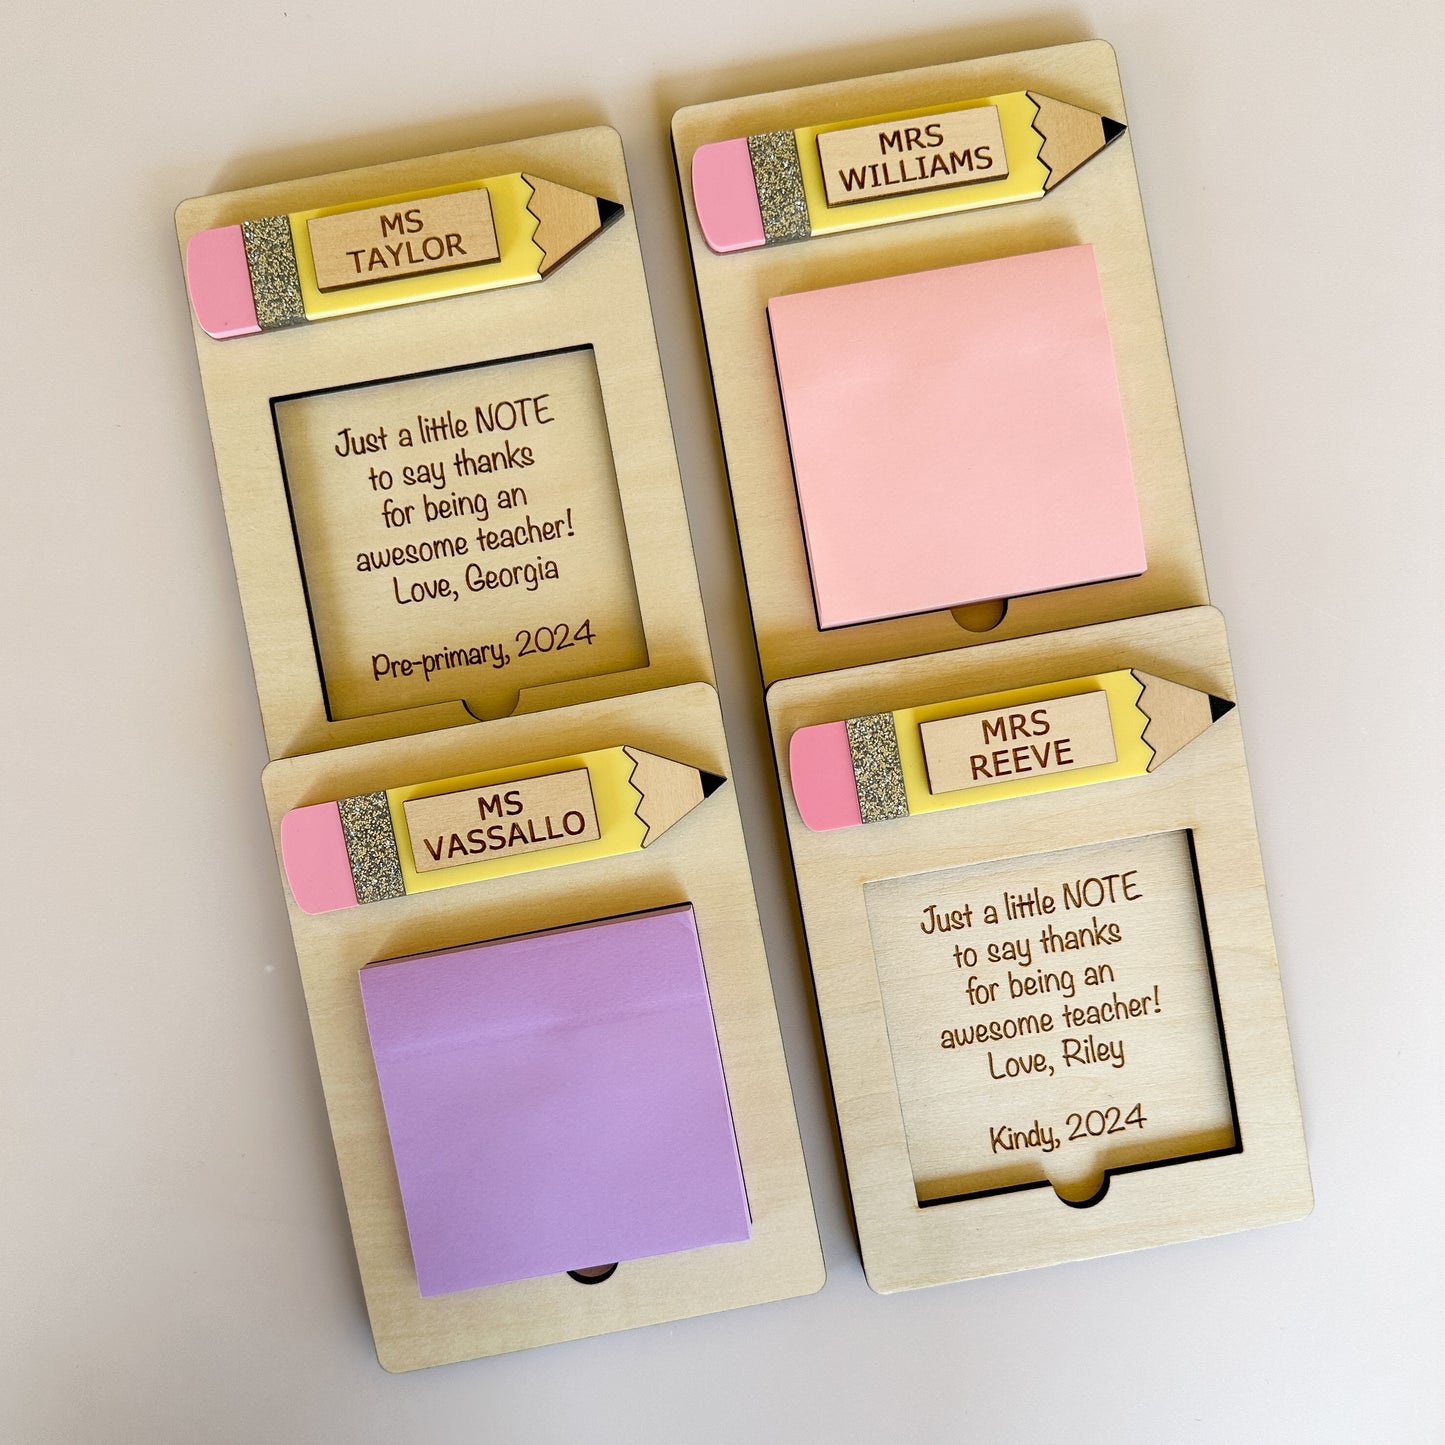 MS
TAYLOR
Just a little NOTE
to say thanks
for being an
awesome teacher!
Love, Georgia
Pre-primary, 2024
MRS
WILLIAMS
MS
VASSALLO
MRS
REEVE
Just a little NOTE
to say thanks
for being an
awesome teacher!
Love, Riley
Kindy, 2024